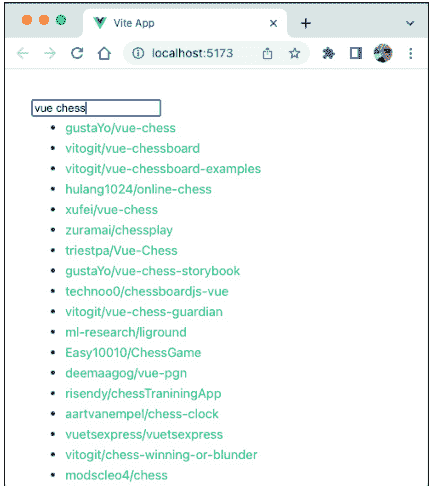 Vite App
localhost:5173
vue chess
gustaYo/vue-chess
vitogit/vue-chessboard
vitogit/vue-chessboard-examples
hulang1024/online-chess
xufei/vue-chess
zuramai/chessplay
triestpa/Vue-Chess
gustaYo/vue-chess-storybook
technoo0/chessboardjs-vue
vitogit/vue-chess-guardian
ml-research/liground
Easy10010/ChessGame
deemaagog/vue-pgn
risendy/chessTraniningApp
aartvanempel/chess-clock
vuetsexpress/vuetsexpress
vitogit/chess-winning-or-blunder
modscleo4/chess